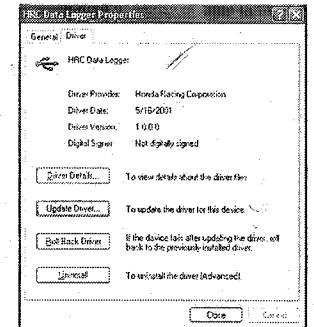 HRC Data Logger Properties
General Driver
HRC Data Logger
Driver Provider: Honda Racing Corporation
Driver Date: 5/16/2001
Driver Version: 1.0.0.0
Digital Signer: Not digitally signed
Driver Details... To view details about the driver files.
Update Driver... To update the driver for this device.
Roll Back Driver If the device fails after updating the driver, roll
back to the previously installed driver.
Uninstall To uninstall the driver (Advanced).
Close Cancel